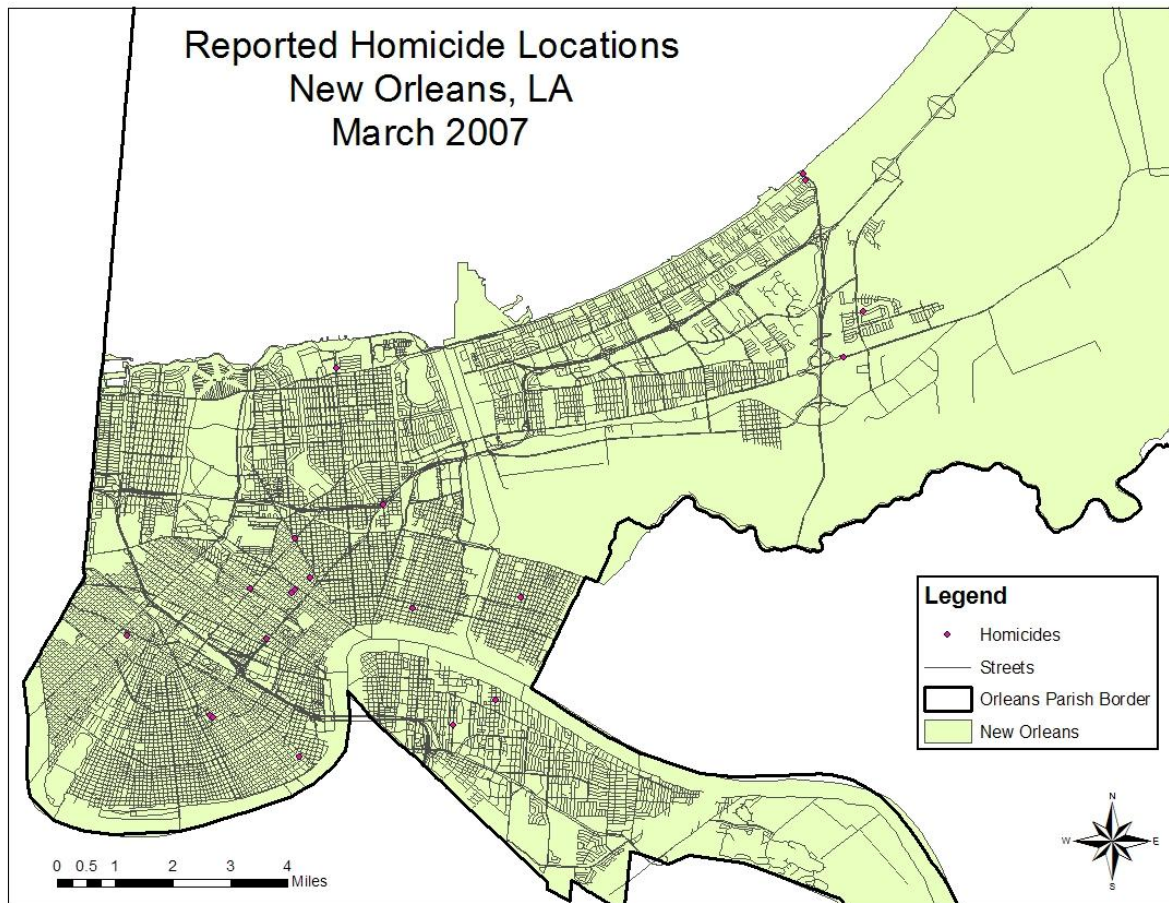 Reported Homicide Locations
New Orleans, LA
March 2007
Legend
Homicides
Streets
Orleans Parish Border
New Orleans
N
W E
S
0 0.5 1 2 3 4
Miles